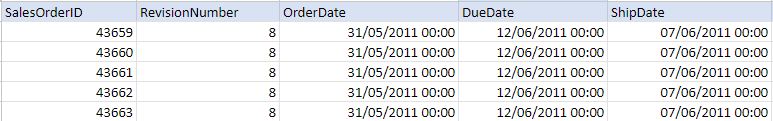 SalesOrderID RevisionNumber OrderDate DueDate ShipDate
43659 8 31/05/2011 00:00 12/06/2011 00:00 07/06/2011 00:00
43660 8 31/05/2011 00:00 12/06/2011 00:00 07/06/2011 00:00
43661 8 31/05/2011 00:00 12/06/2011 00:00 07/06/2011 00:00
43662 8 31/05/2011 00:00 12/06/2011 00:00 07/06/2011 00:00
43663 8 31/05/2011 00:00 12/06/2011 00:00 07/06/2011 00:00